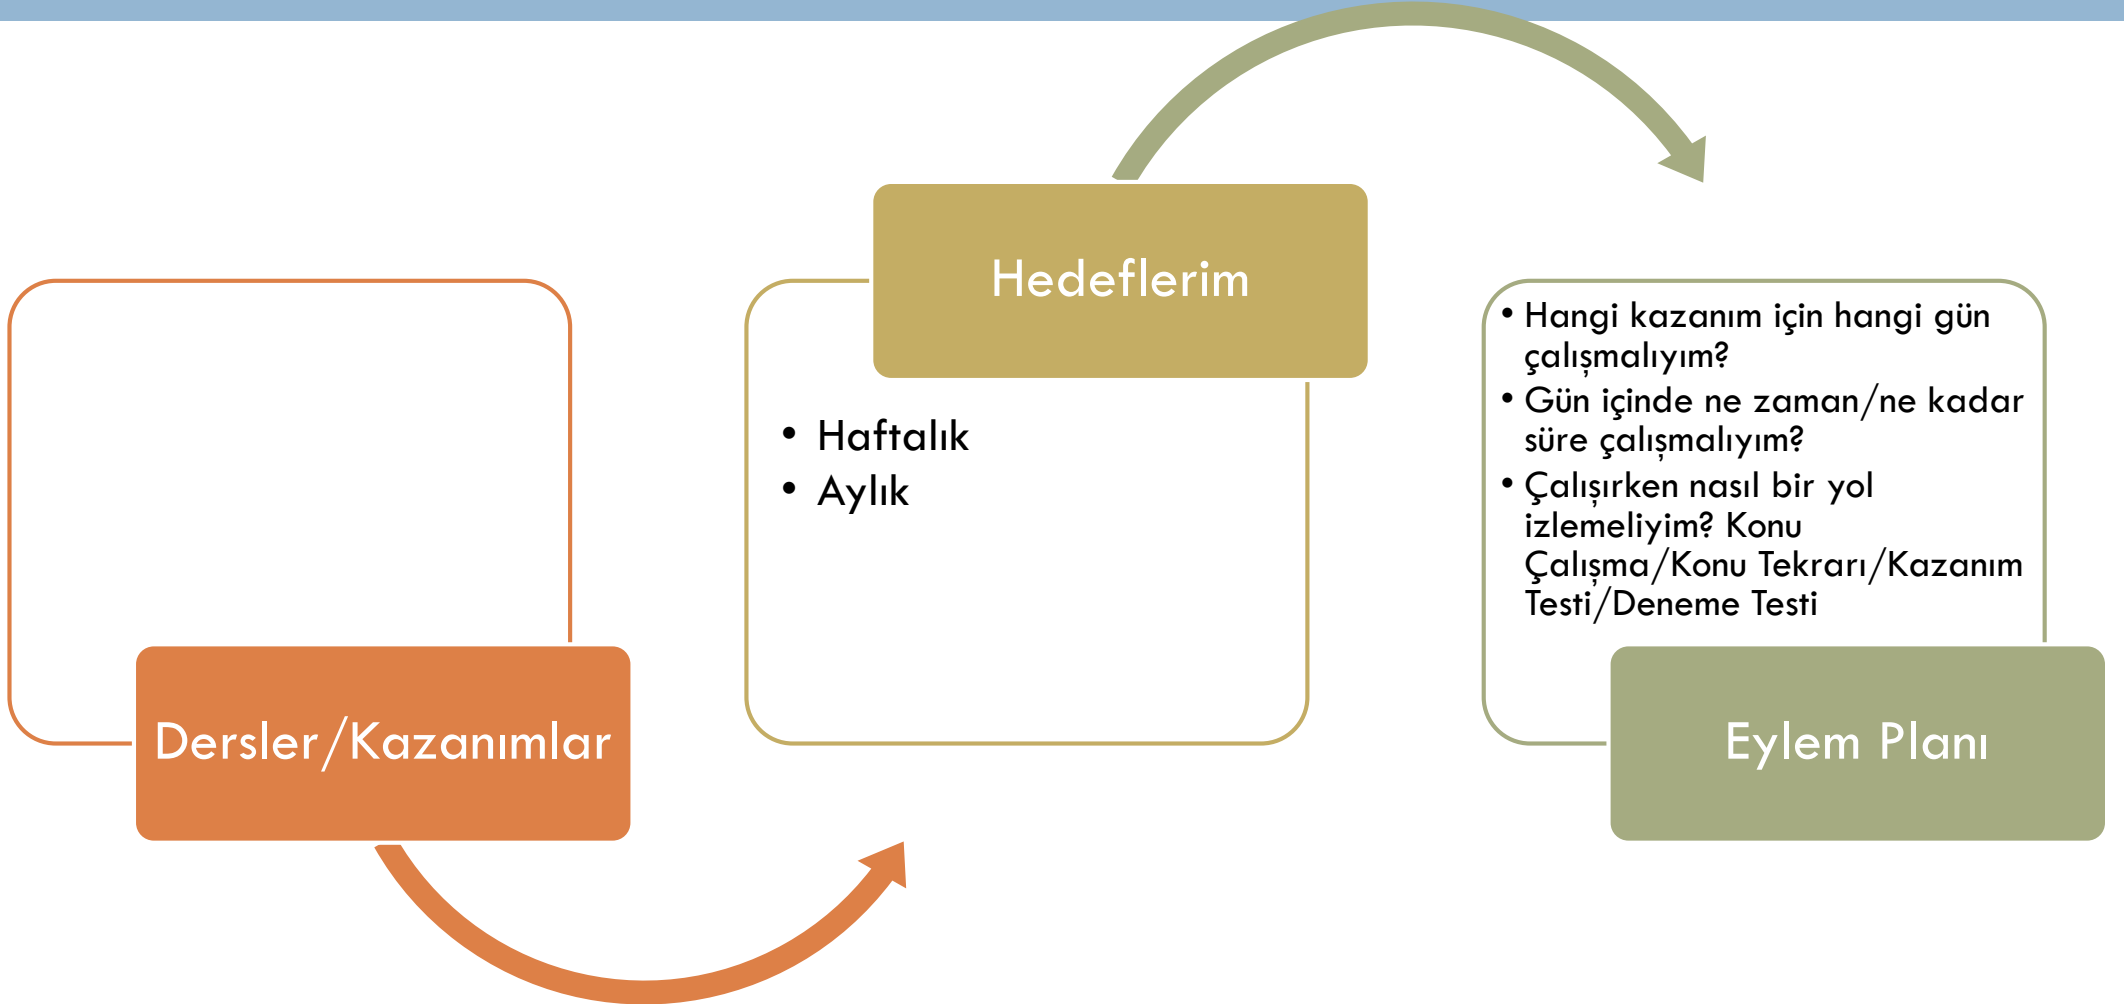 Dersler/Kazanımlar
Hedeflerim
• Haftalık
• Aylık
• Hangi kazanım için hangi gün
çalışmalıyım?
• Gün içinde ne zaman/ne kadar
süre çalışmalıyım?
• Çalışırken nasıl bir yol
izlemeliyim? Konu
Çalışma/Konu Tekrarı/Kazanım
Testi/Deneme Testi
Eylem Planı